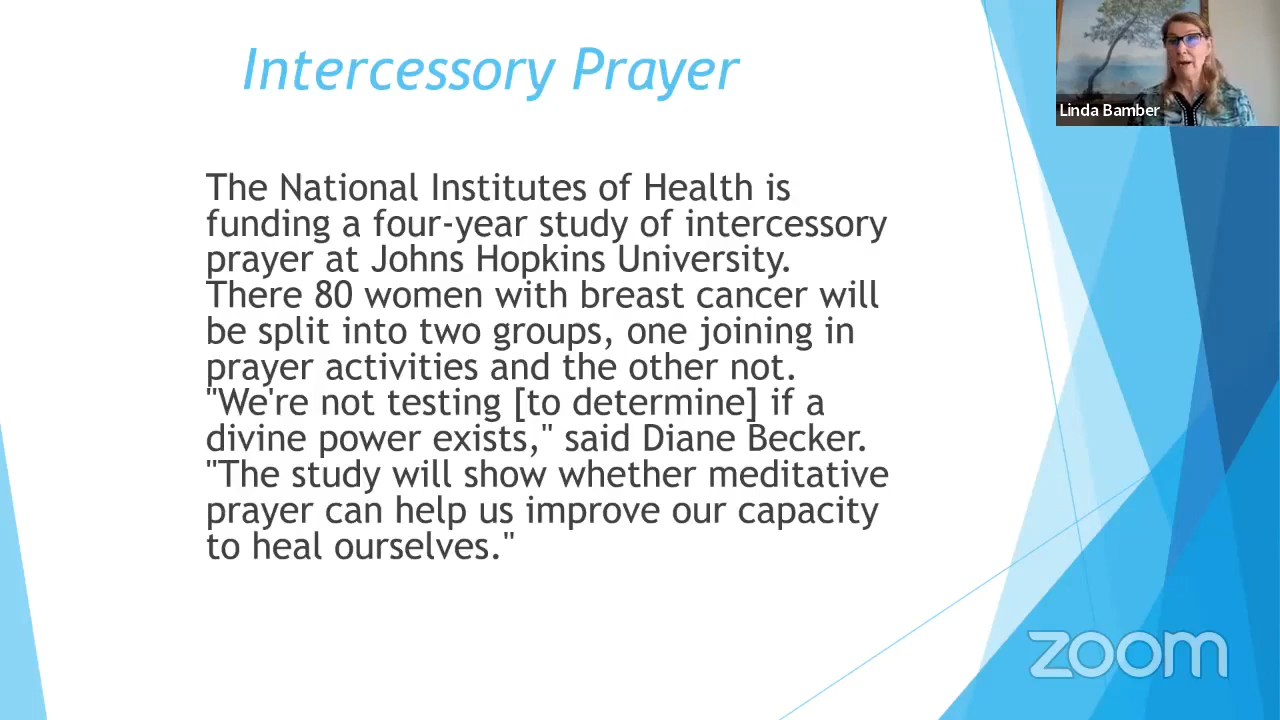 Intercessory Prayer
Linda Bamber
The National Institutes of Health is
funding a four-year study of intercessory
prayer at Johns Hopkins University.
There 80 women with breast cancer will
be split into two groups, one joining in
prayer activities and the other not.
"We're not testing [to determine] if a
divine power exists," said Diane Becker.
"The study will show whether meditative
prayer can help us improve our capacity
to heal ourselves."
zoom